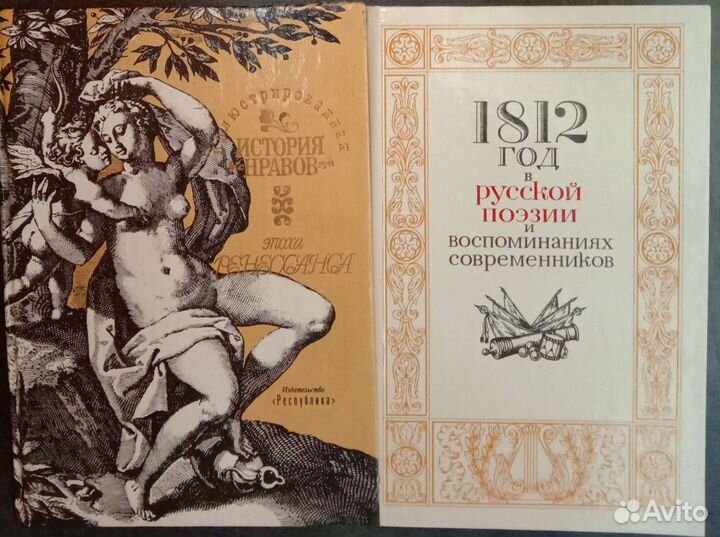 иллюстрированная
ИСТОРИЯ
НРАВОВ
эпоха
РЕНЕССАНСА
Издательство
«Республика»
1812
ГОД
в
русской
поэзии
и
воспоминаниях
современников
Avito